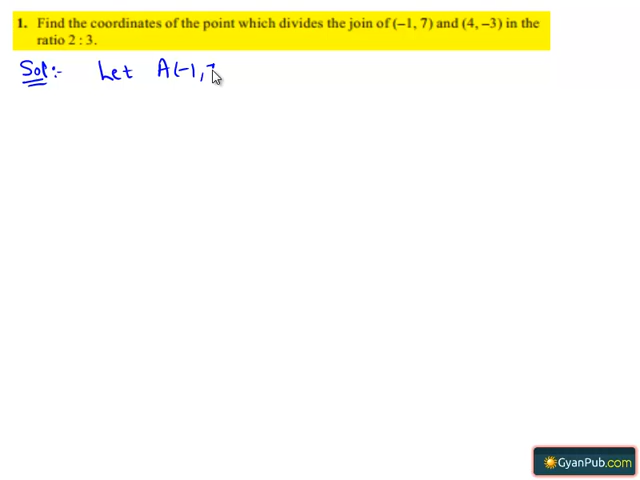 1. Find the coordinates of the point which divides the join of (–1, 7) and (4, –3) in the
ratio 2 : 3.
Sol:- Let A(-1, 7
GyanPub.com